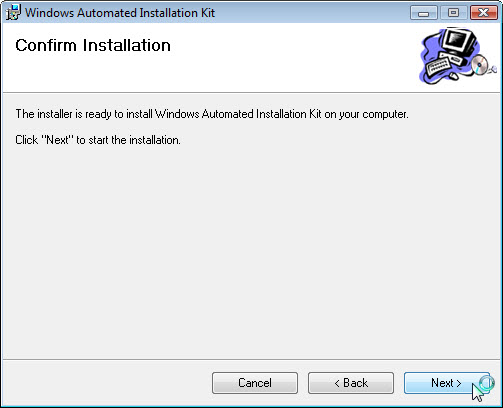 Windows Automated Installation Kit
Confirm Installation
The installer is ready to install Windows Automated Installation Kit on your computer.
Click "Next" to start the installation.
Cancel
< Back
Next >